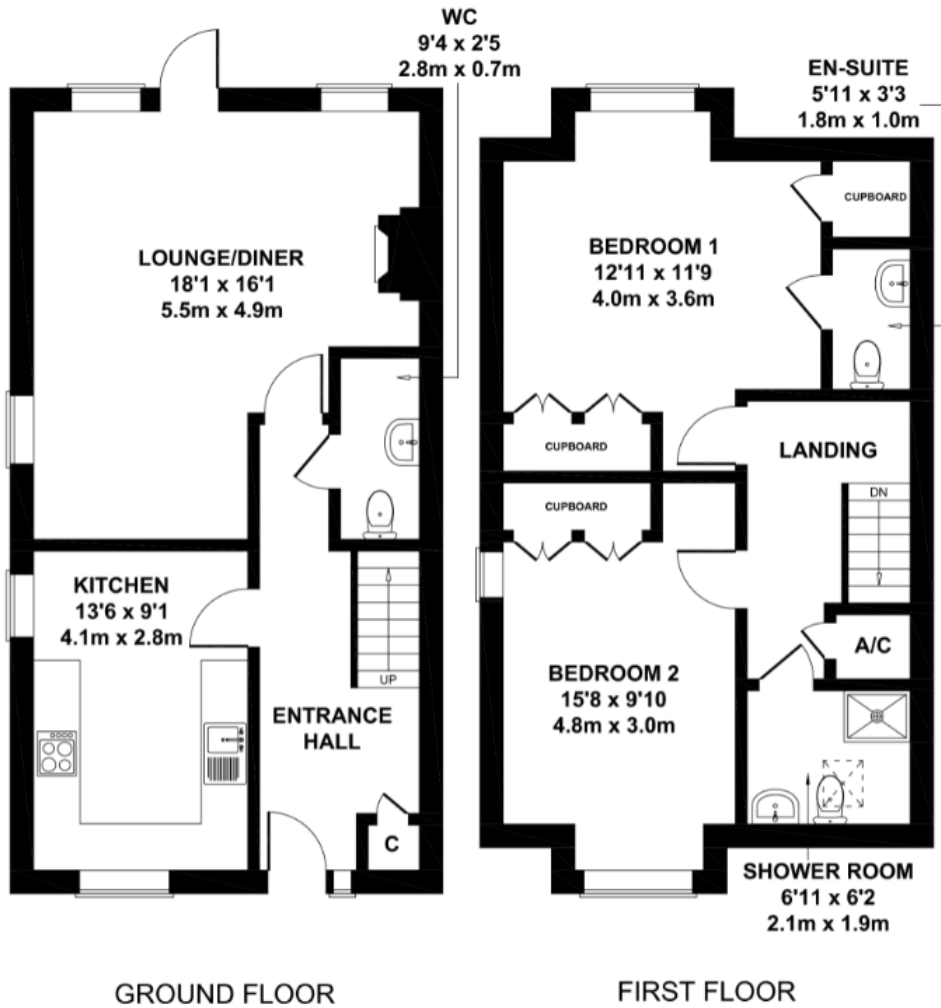 WC
9'4 x 2'5
2.8m x 0.7m
LOUNGE/DINER
18'1 x 16'1
5.5m x 4.9m
KITCHEN
13'6 x 9'1
4.1m x 2.8m
UP
ENTRANCE
HALL
C
GROUND FLOOR
EN-SUITE
5'11 x 3'3
1.8m x 1.0m
CUPBOARD
BEDROOM 1
12'11 x 11'9
4.0m x 3.6m
CUPBOARD
LANDING
DN
CUPBOARD
A/C
BEDROOM 2
15'8 x 9'10
4.8m x 3.0m
SHOWER ROOM
6'11 x 6'2
2.1m x 1.9m
FIRST FLOOR